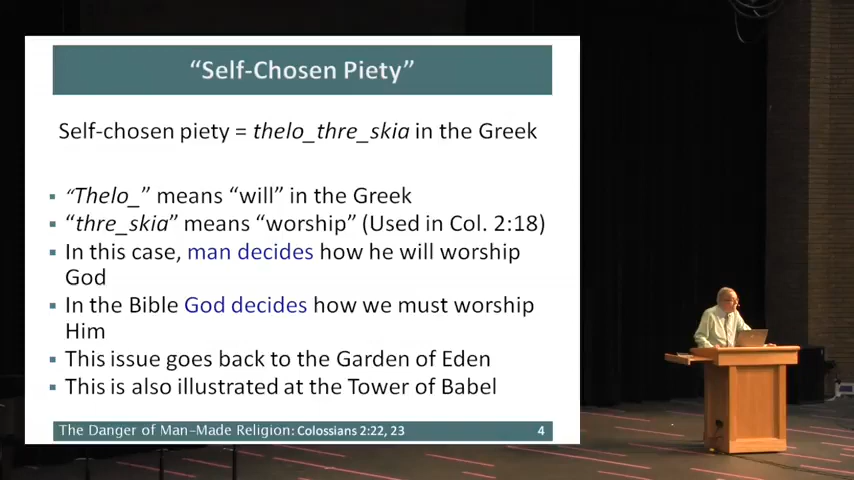 “Self-Chosen Piety”
Self-chosen piety = thelo_thre_skia in the Greek
“Thelo_” means “will” in the Greek
“thre_skia” means “worship” (Used in Col. 2:18)
In this case, man decides how he will worship
God
In the Bible God decides how we must worship
Him
This issue goes back to the Garden of Eden
This is also illustrated at the Tower of Babel
The Danger of Man-Made Religion: Colossians 2:22, 23 4